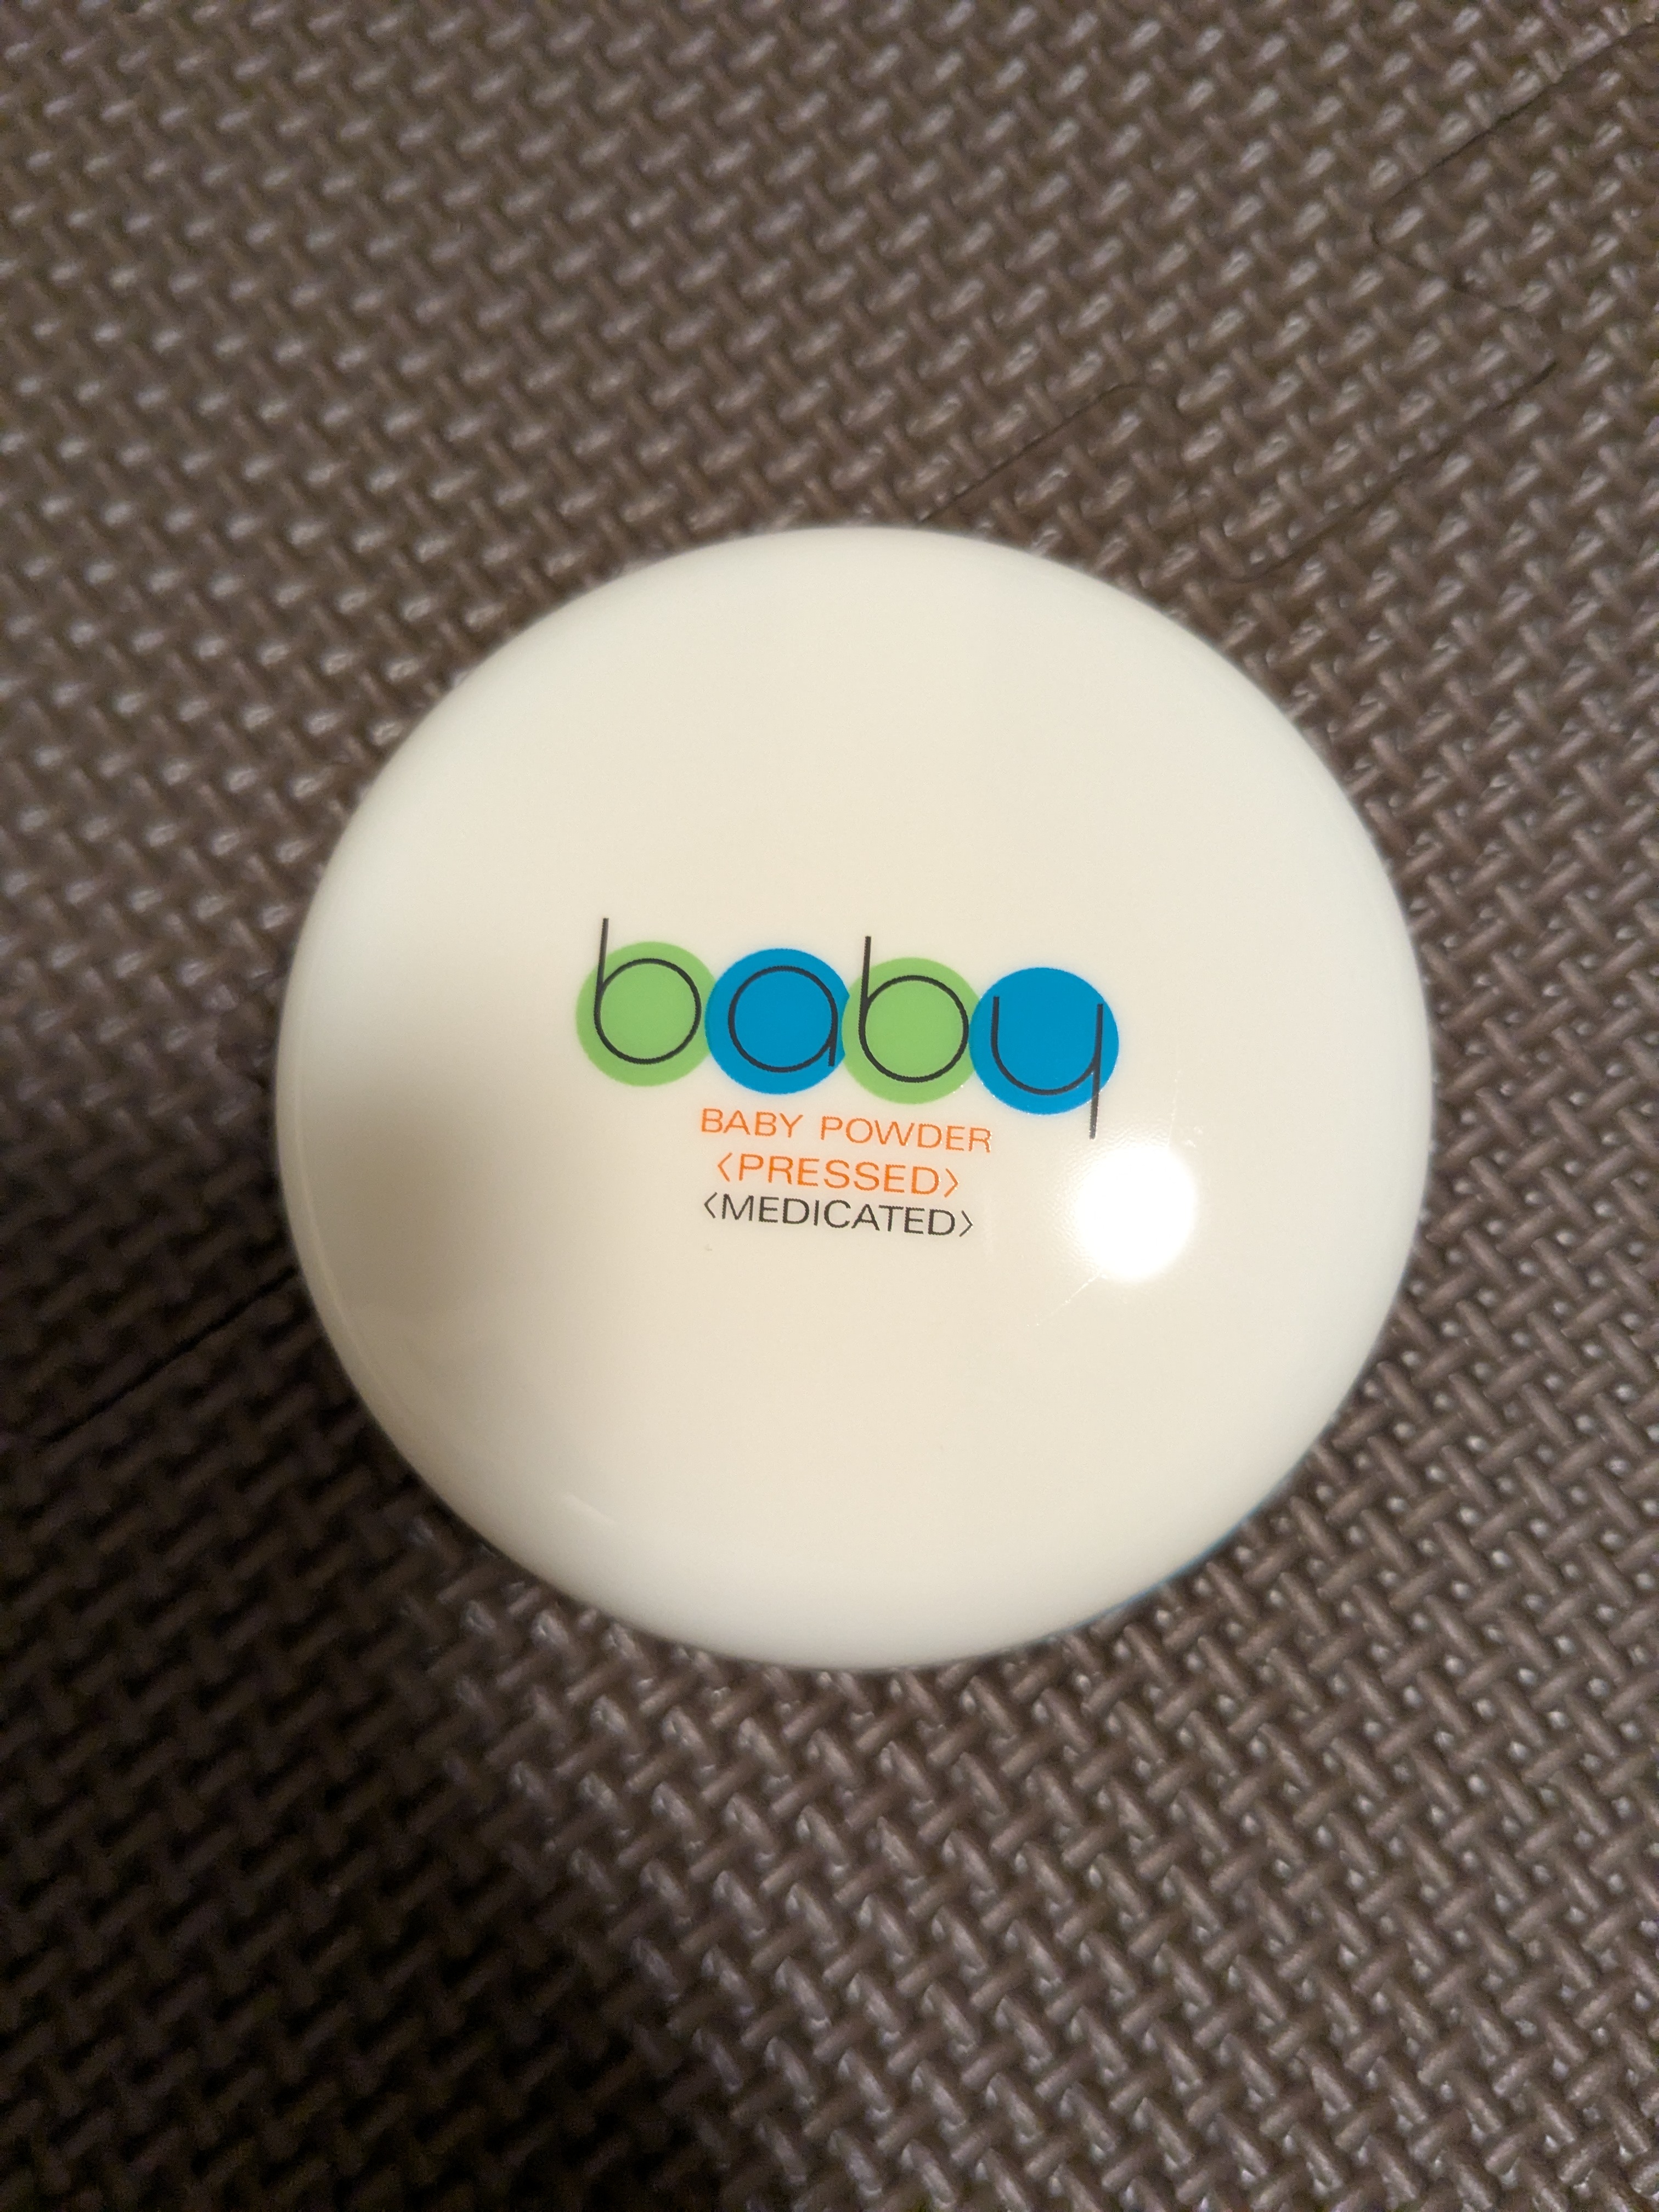 baby
BABY POWDER
〈PRESSED〉
〈MEDICATED〉